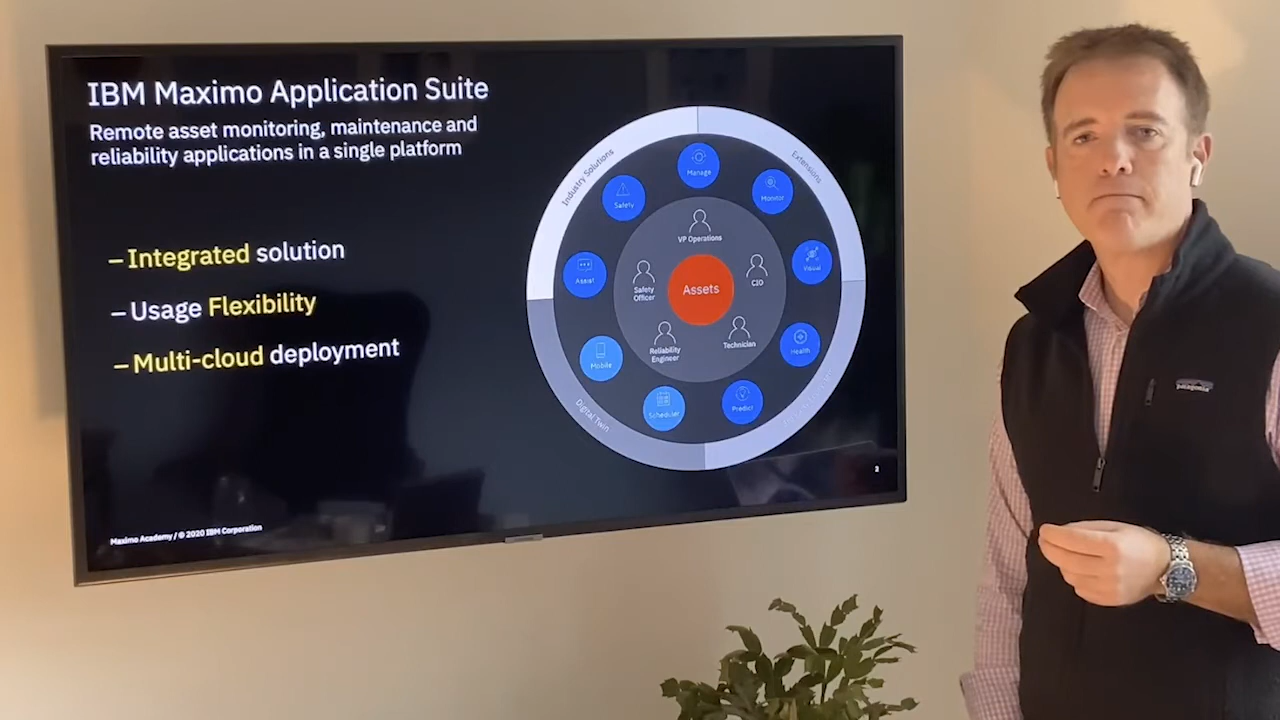 IBM Maximo Application Suite
Remote asset monitoring, maintenance and
reliability applications in a single platform
– Integrated solution
– Usage Flexibility
– Multi-cloud deployment
Industry Solutions
Extensions
Digital Twin
Manage
Monitor
Visual
Health
Predict
Scheduler
Mobile
Assist
Safety
VP Operations
CIO
Technician
Reliability
Engineer
Safety
Officer
Assets
2
Maximo Academy / © 2020 IBM Corporation
patagonia